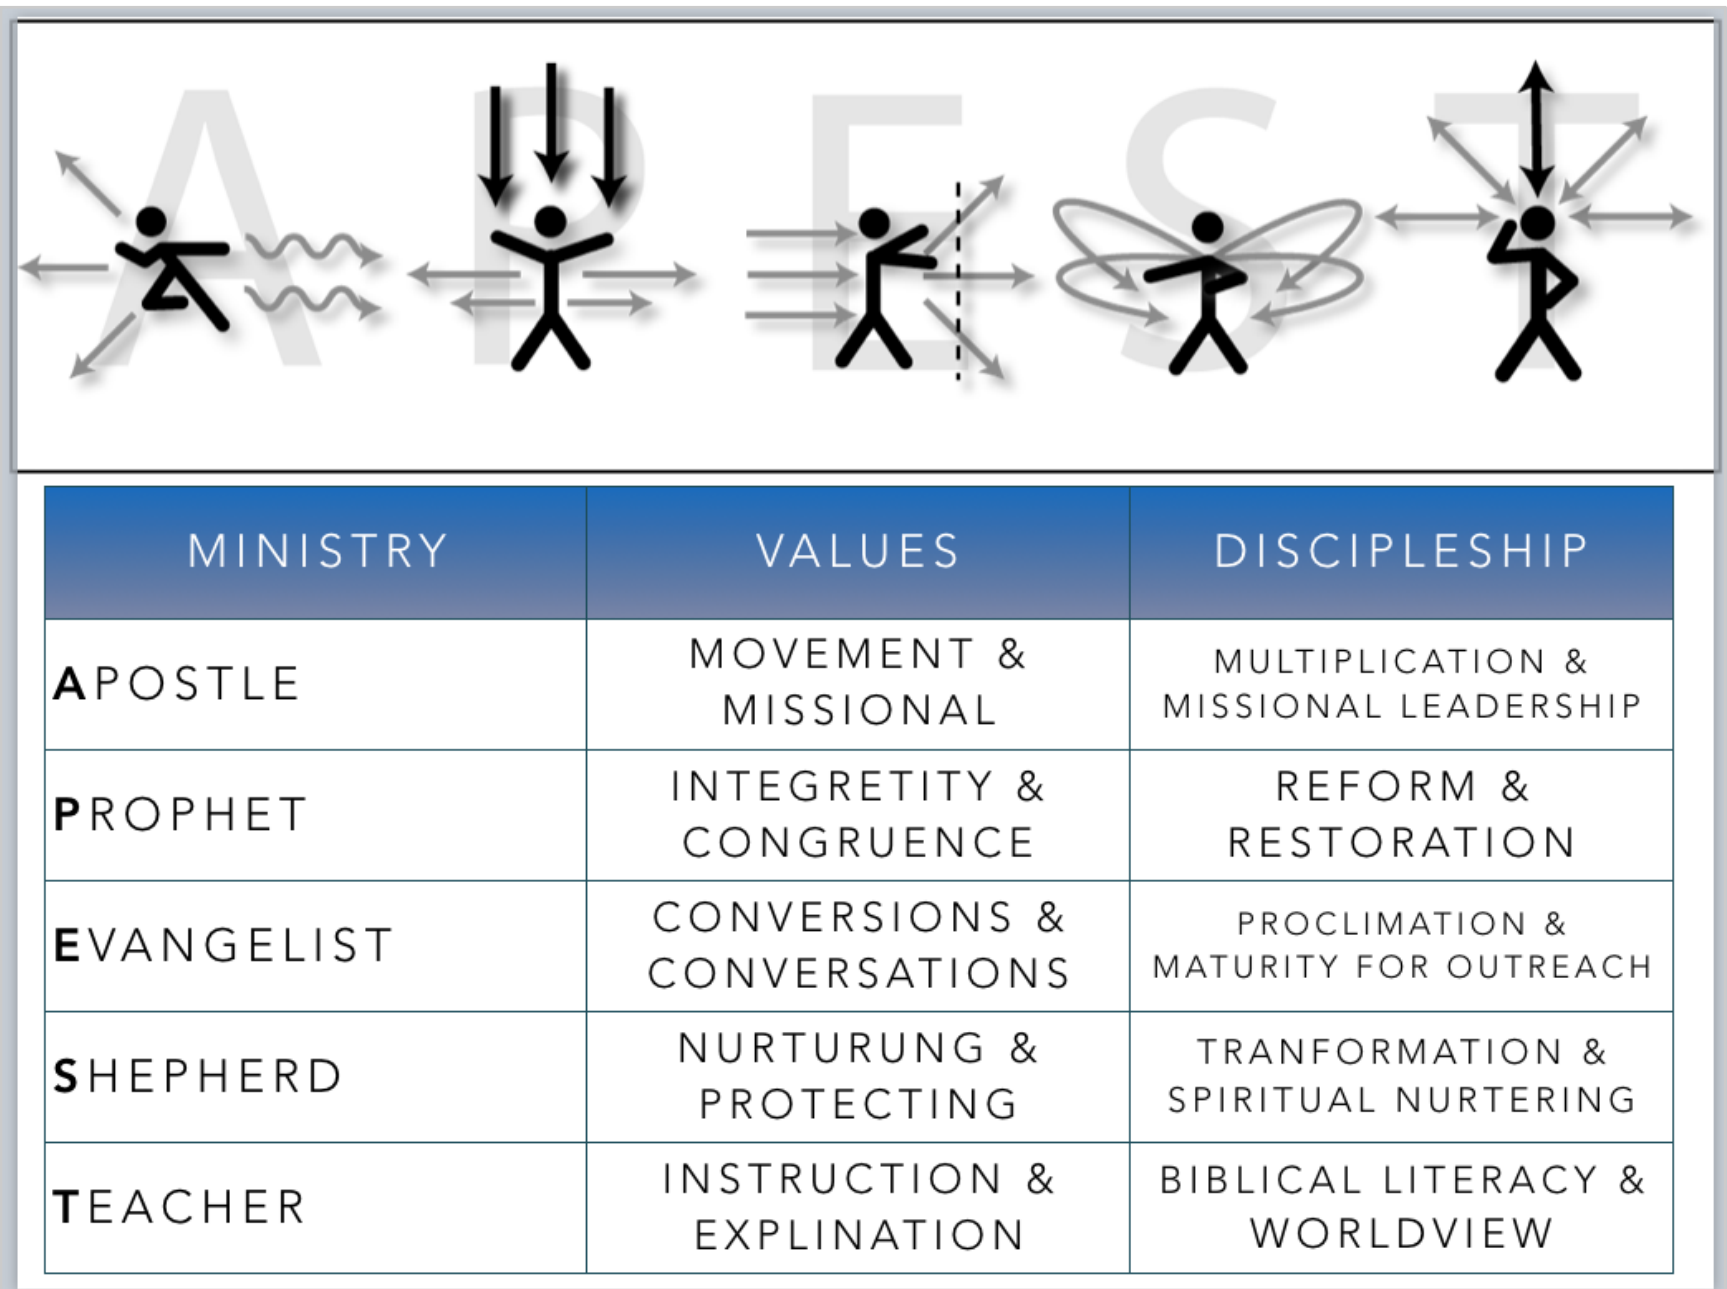 A P E S T
MINISTRY VALUES DISCIPLESHIP
APOSTLE
MOVEMENT &
MISSIONAL
MULTIPLICATION &
MISSIONAL LEADERSHIP
PROPHET
INTEGRETITY &
CONGRUENCE
REFORM &
RESTORATION
EVANGELIST
CONVERSIONS &
CONVERSATIONS
PROCLIMATION &
MATURITY FOR OUTREACH
SHEPHERD
NURTURUNG &
PROTECTING
TRANFORMATION &
SPIRITUAL NURTERING
TEACHER
INSTRUCTION &
EXPLINATION
BIBLICAL LITERACY &
WORLDVIEW